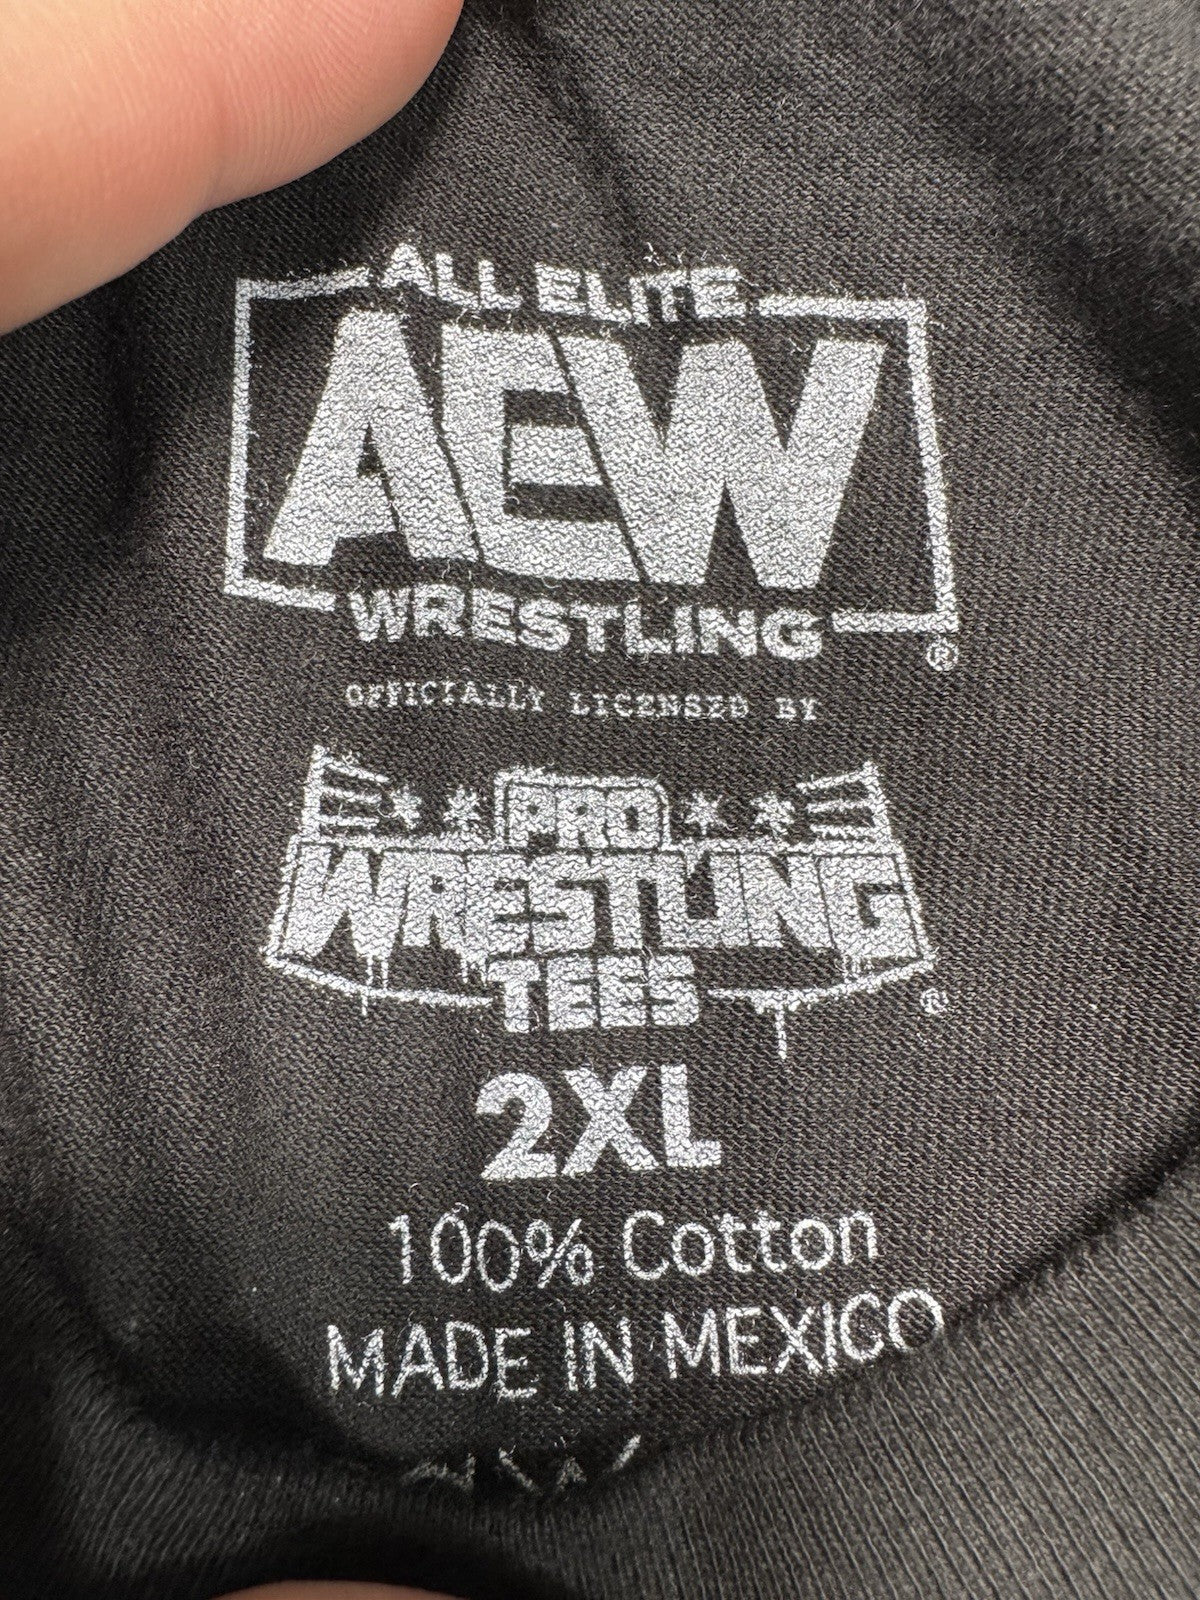 ALL ELITE
AEW
WRESTLING
®
OFFICIALLY LICENSED BY
PRO
WRESTLING
TEES
®
2XL
100% Cotton
MADE IN MEXICO